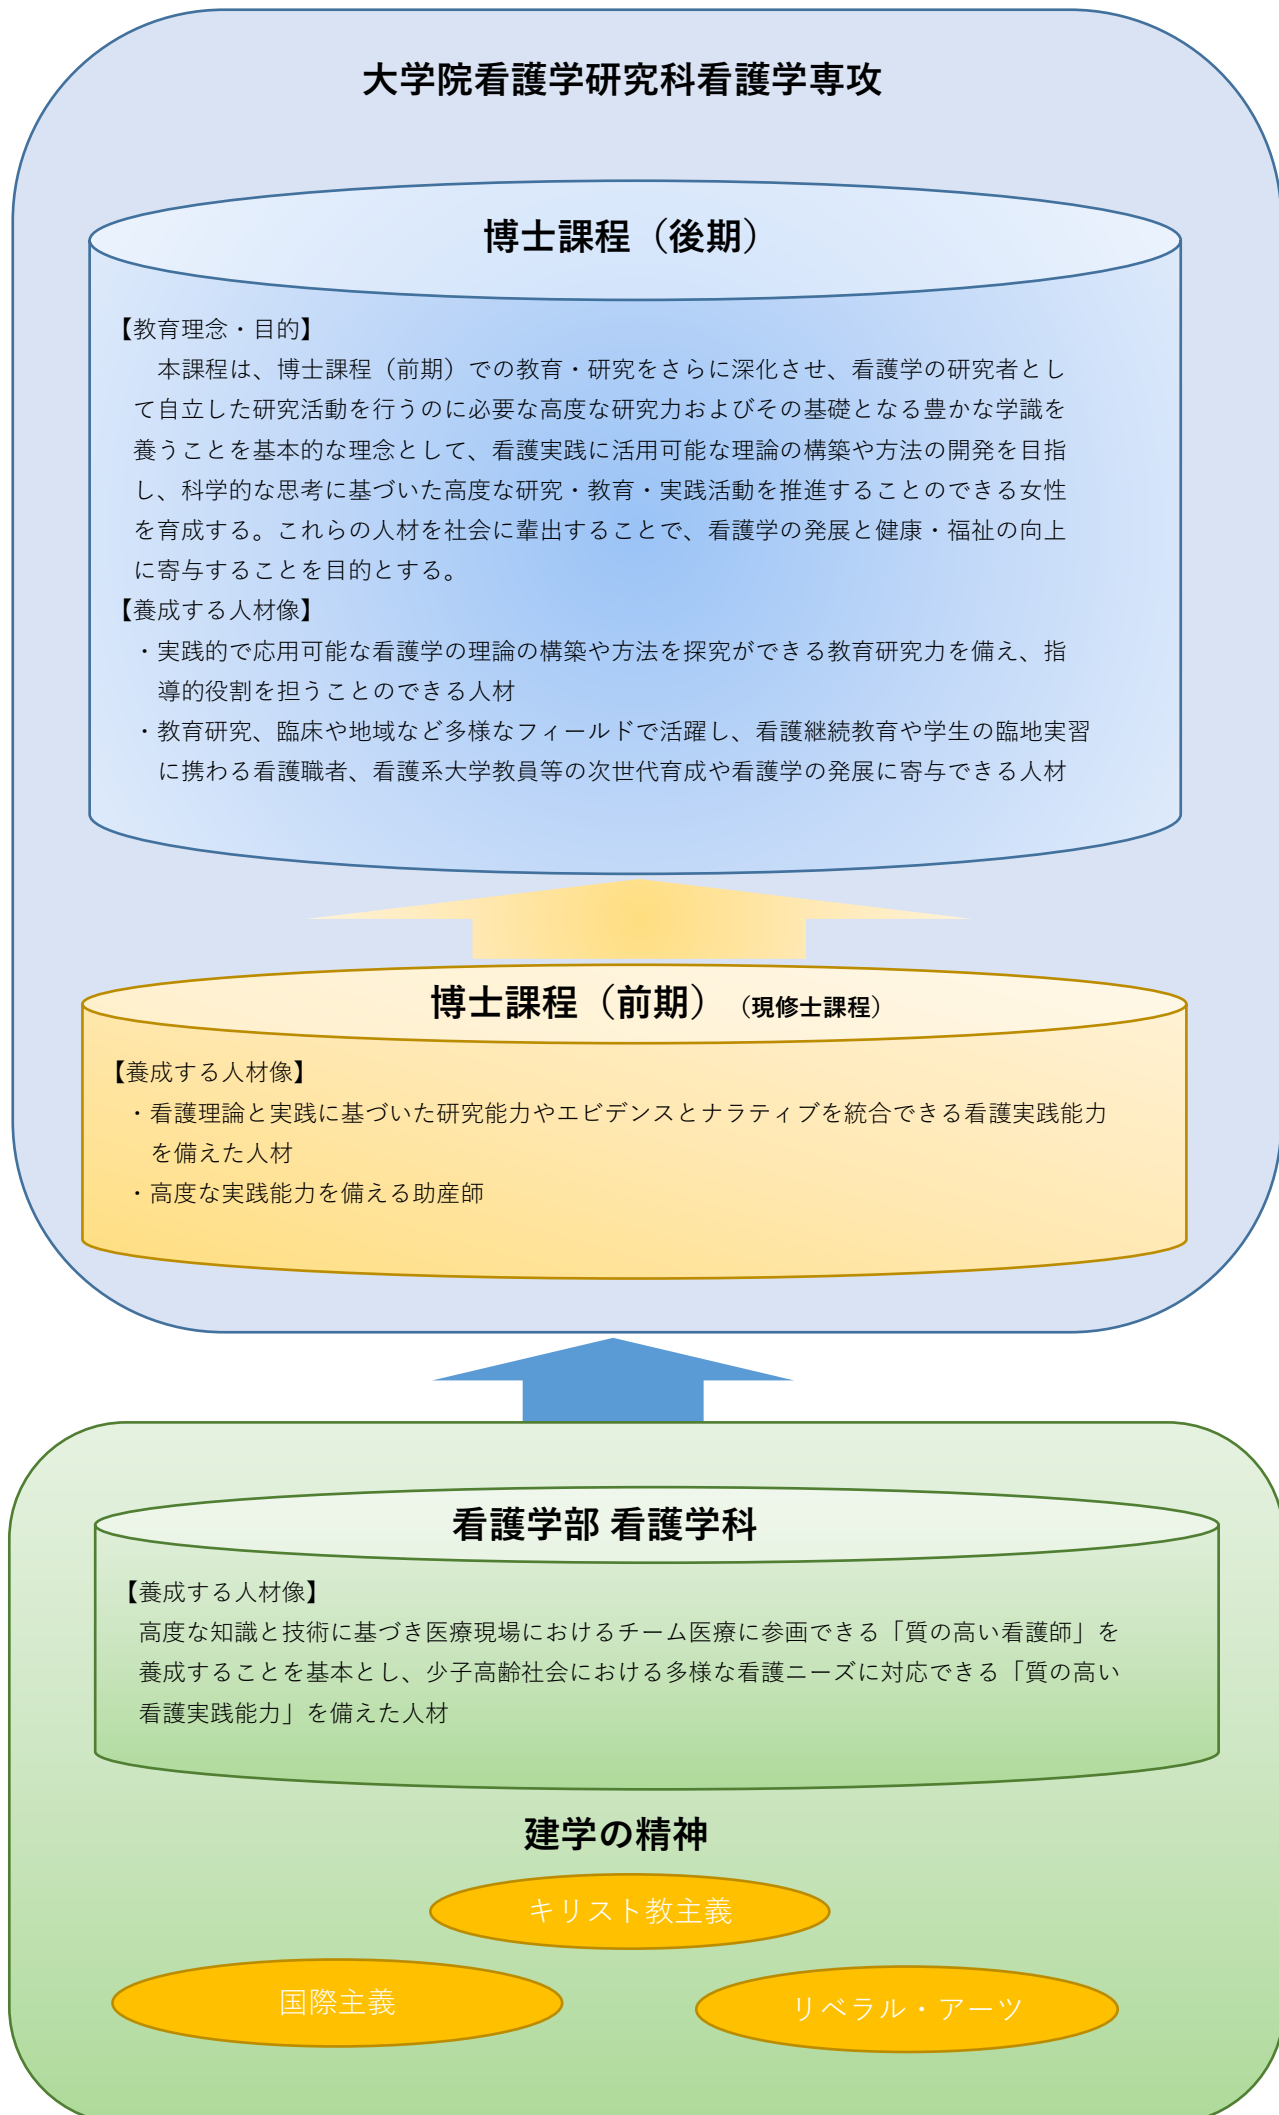 大学院看護学研究科看護学専攻
博士課程（後期）
【教育理念・目的】
本課程は、博士課程（前期）での教育・研究をさらに深化させ、看護学の研究者とし
て自立した研究活動を行うのに必要な高度な研究力およびその基礎となる豊かな学識を
養うことを基本的な理念として、看護実践に活用可能な理論の構築や方法の開発を目指
し、科学的な思考に基づいた高度な研究・教育・実践活動を推進することのできる女性
を育成する。これらの人材を社会に輩出することで、看護学の発展と健康・福祉の向上
に寄与することを目的とする。
【養成する人材像】
・実践的で応用可能な看護学の理論の構築や方法を探究ができる教育研究力を備え、指
導的役割を担うことのできる人材
・教育研究、臨床や地域など多様なフィールドで活躍し、看護継続教育や学生の臨地実習
に携わる看護職者、看護系大学教員等の次世代育成や看護学の発展に寄与できる人材
博士課程（前期）（現修士課程）
【養成する人材像】
・看護理論と実践に基づいた研究能力やエビデンスとナラティブを統合できる看護実践能力
を備えた人材
・高度な実践能力を備える助産師
看護学部 看護学科
【養成する人材像】
高度な知識と技術に基づき医療現場におけるチーム医療に参画できる「質の高い看護師」を
養成することを基本とし、少子高齢社会における多様な看護ニーズに対応できる「質の高い
看護実践能力」を備えた人材
建学の精神
キリスト教主義
国際主義
リベラル・アーツ